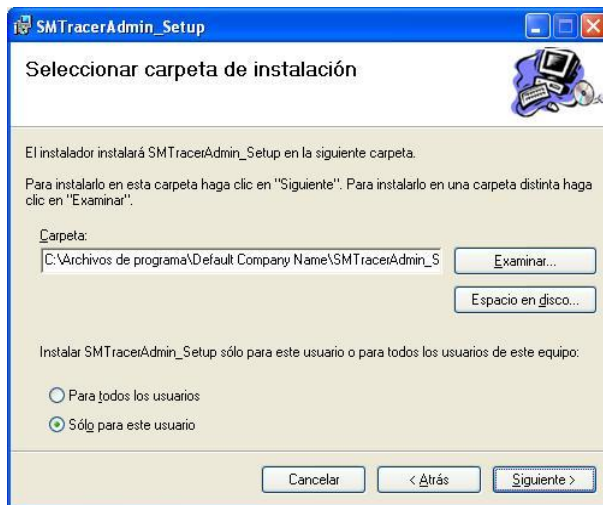 SMTracerAdmin_Setup
Seleccionar carpeta de instalación
El instalador instalará SMTracerAdmin_Setup en la siguiente carpeta.
Para instalarlo en esta carpeta haga clic en "Siguiente". Para instalarlo en una carpeta distinta haga
clic en "Examinar".
Carpeta:
C:\Archivos de programa\Default Company Name\SMTracerAdmin_S
Examinar...
Espacio en disco...
Instalar SMTracerAdmin_Setup sólo para este usuario o para todos los usuarios de este equipo:
Para todos los usuarios
Sólo para este usuario
Cancelar
< Atrás
Siguiente >